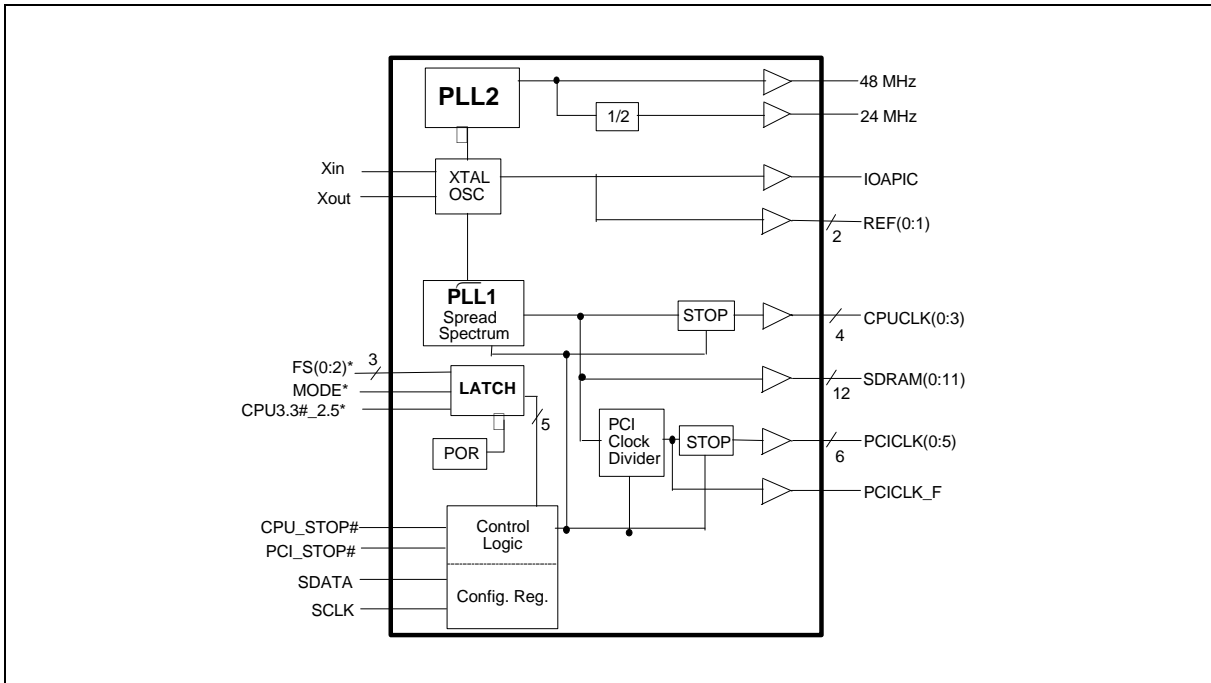 PLL2
48 MHz
1/2
24 MHz
Xin
Xout
XTAL
OSC
IOAPIC
REF(0:1)
2
PLL1
Spread
Spectrum
STOP
CPUCLK(0:3)
4
FS(0:2)*
3
MODE*
CPU3.3#_2.5*
LATCH
5
SDRAM(0:11)
12
POR
PCI
Clock
Divider
STOP
PCICLK(0:5)
6
PCICLK_F
CPU_STOP#
PCI_STOP#
SDATA
SCLK
Control
Logic
Config. Reg.